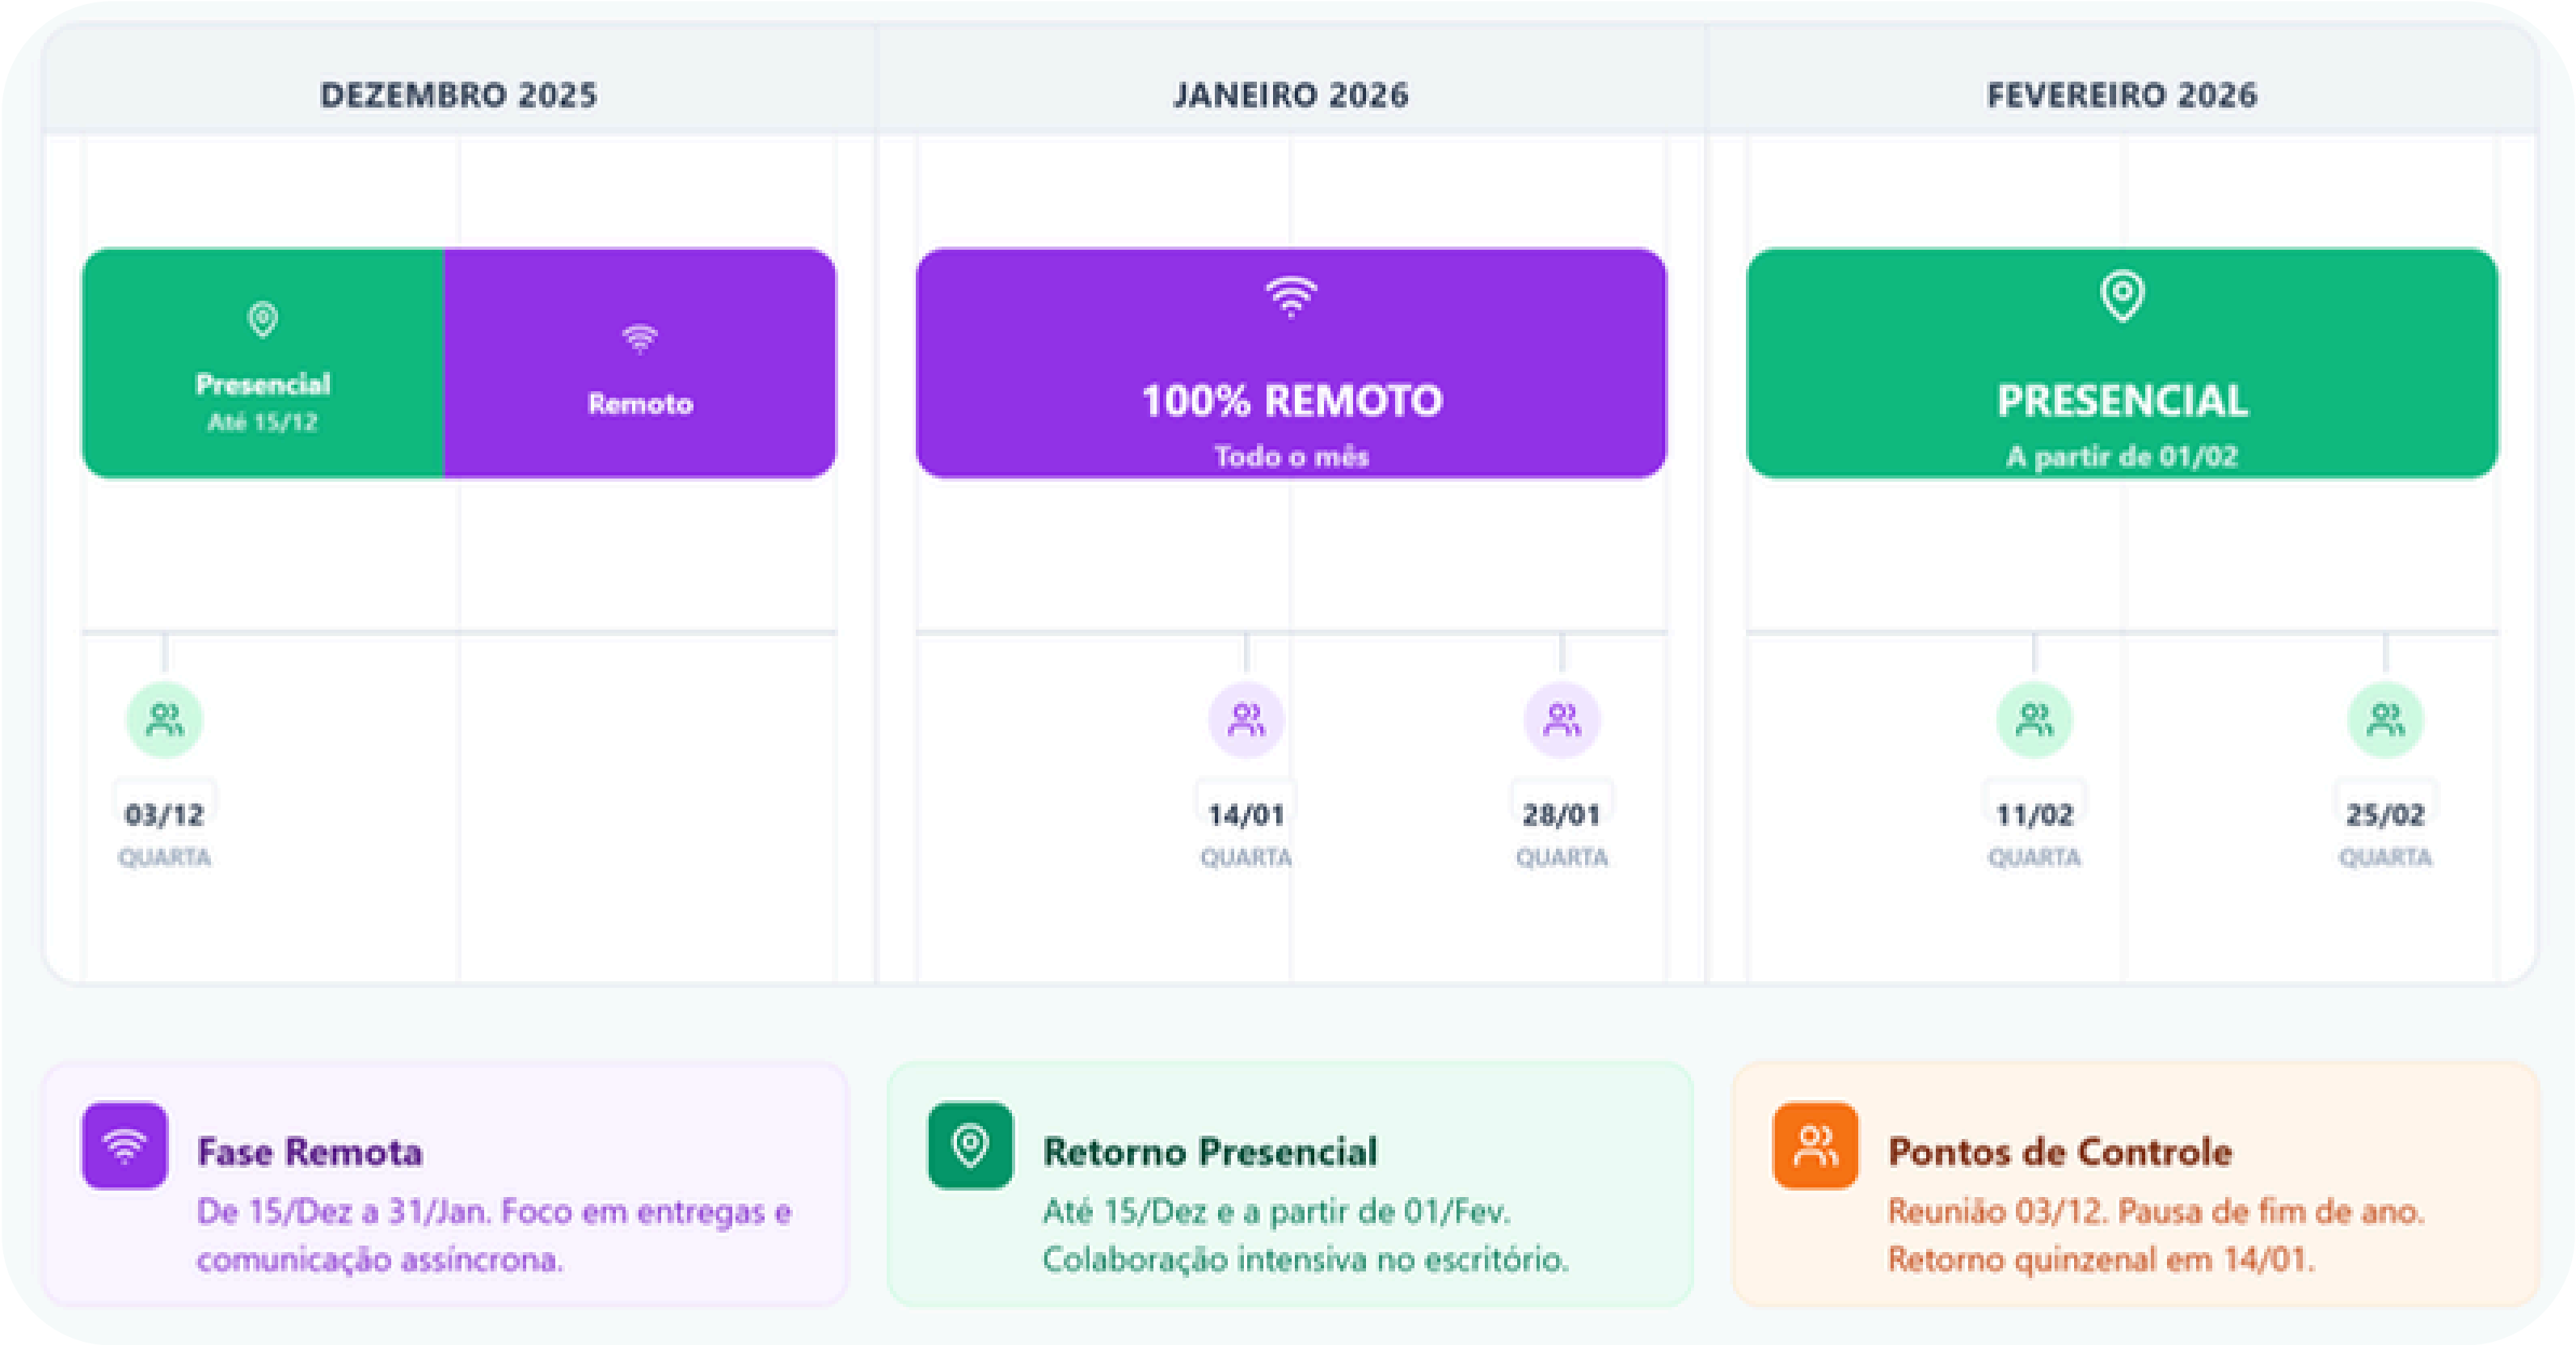 DEZEMBRO 2025
JANEIRO 2026
FEVEREIRO 2026
Presencial
Até 15/12
Remoto
100% REMOTO
Todo o mês
PRESENCIAL
A partir de 01/02
03/12
QUARTA
14/01
QUARTA
28/01
QUARTA
11/02
QUARTA
25/02
QUARTA
Fase Remota
De 15/Dez a 31/Jan. Foco em entregas e
comunicação assíncrona.
Retorno Presencial
Até 15/Dez e a partir de 01/Fev.
Colaboração intensiva no escritório.
Pontos de Controle
Reunião 03/12. Pausa de fim de ano.
Retorno quinzenal em 14/01.